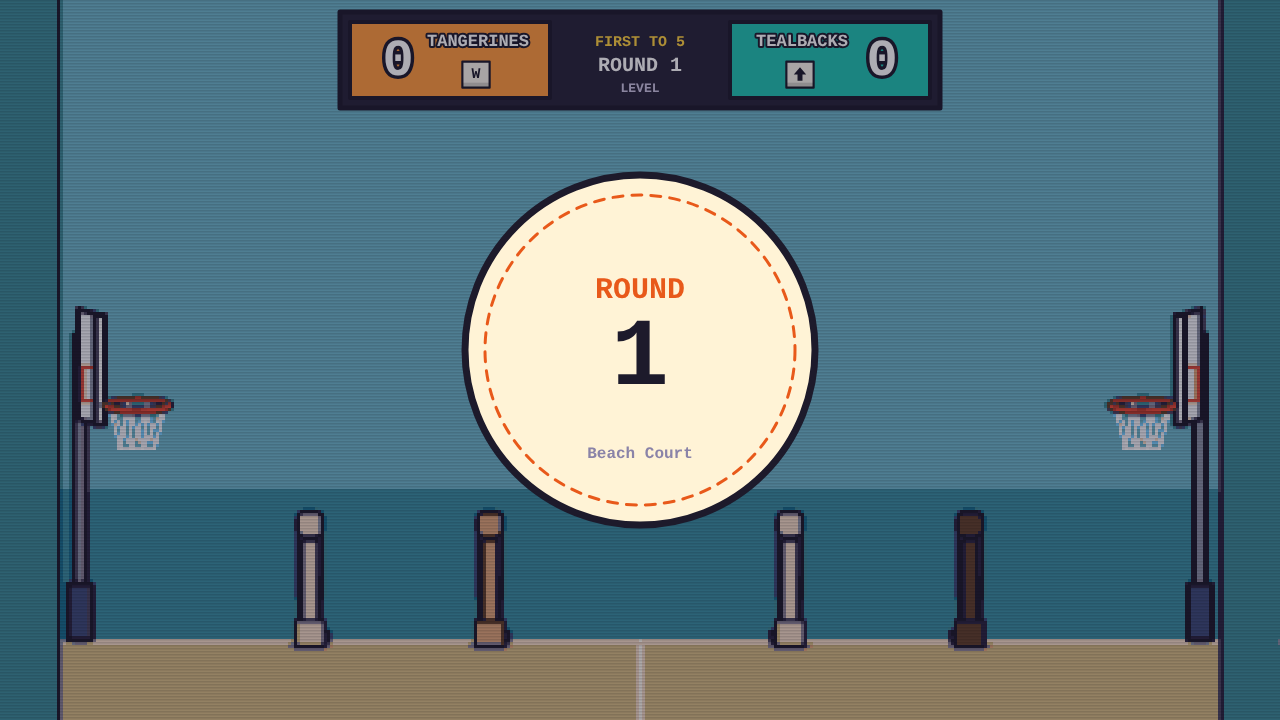 0
TANGERINES
W
FIRST TO 5
ROUND 1
LEVEL
TEALBACKS
0
ROUND
1
Beach Court